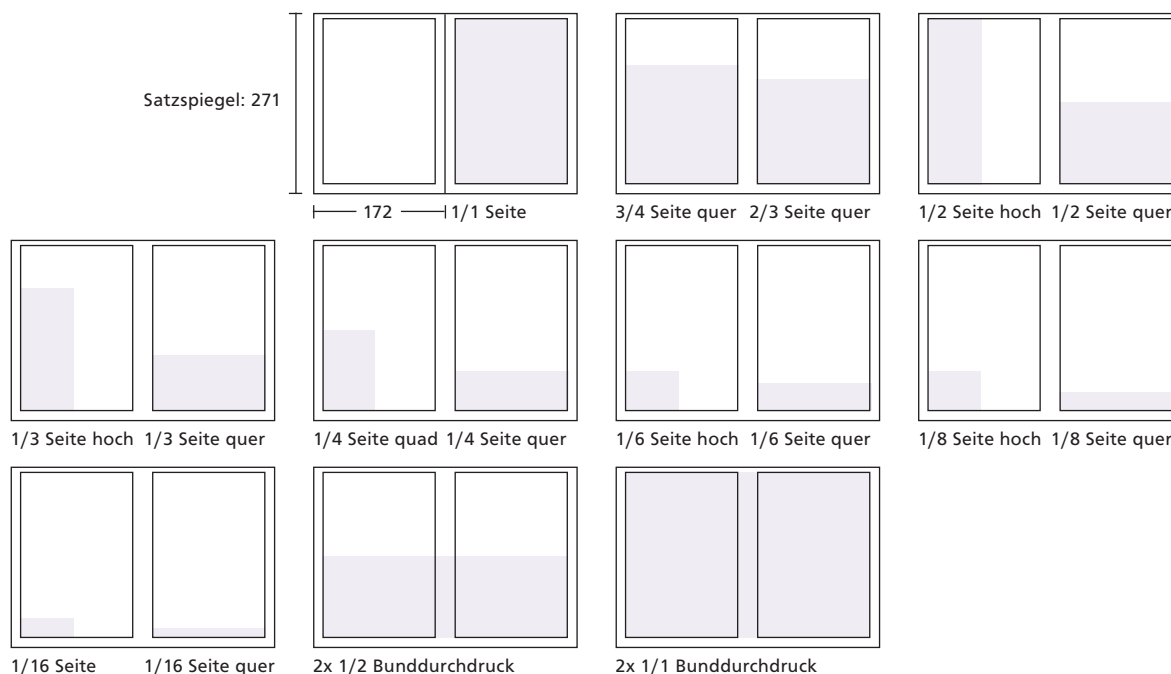 Satzspiegel: 271
172 1/1 Seite
3/4 Seite quer 2/3 Seite quer
1/2 Seite hoch 1/2 Seite quer
1/3 Seite hoch 1/3 Seite quer
1/4 Seite quad 1/4 Seite quer
1/6 Seite hoch 1/6 Seite quer
1/8 Seite hoch 1/8 Seite quer
1/16 Seite 1/16 Seite quer
2x 1/2 Bunddurchdruck
2x 1/1 Bunddurchdruck